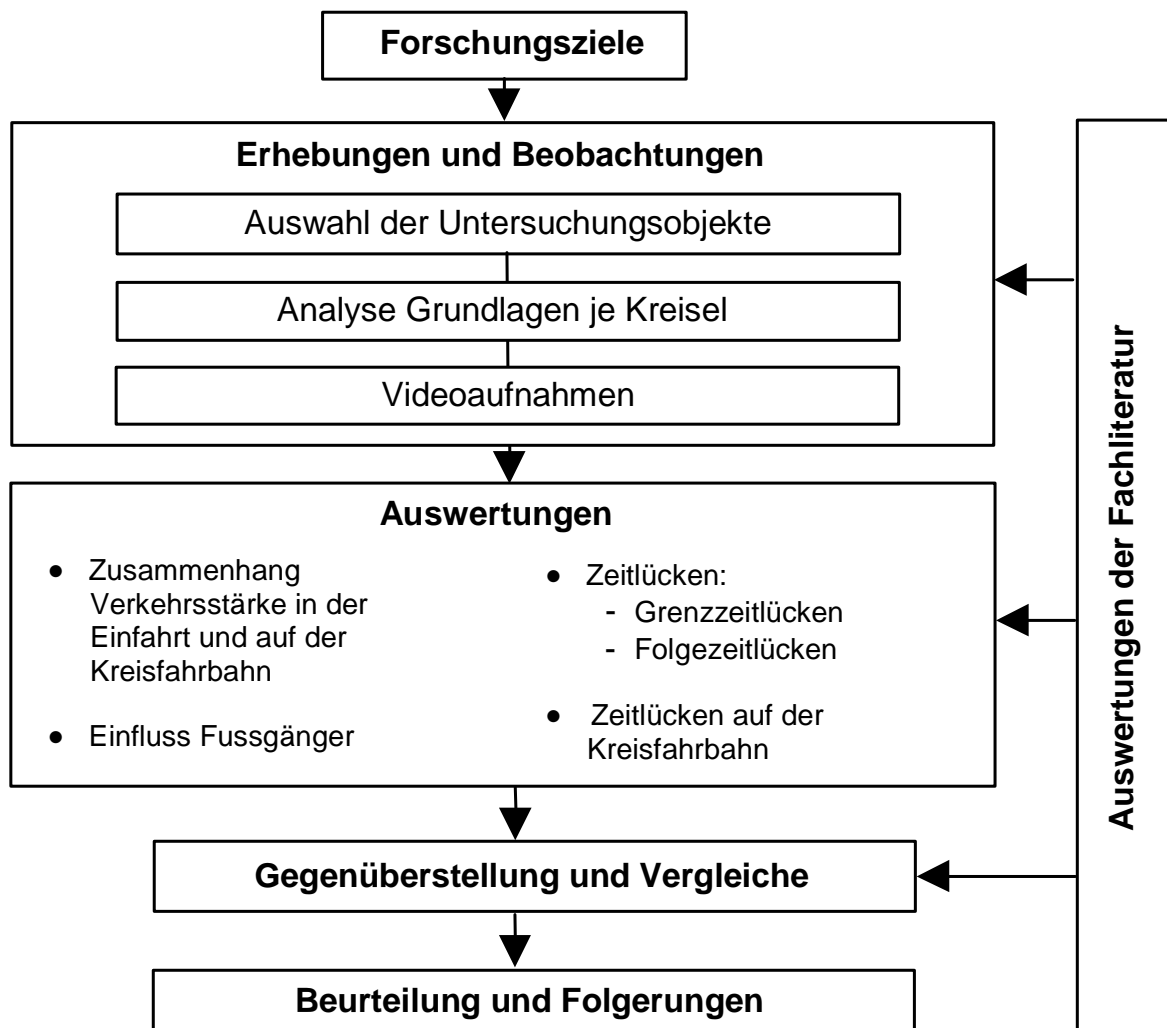 Forschungsziele
Erhebungen und Beobachtungen
Auswahl der Untersuchungsobjekte
Analyse Grundlagen je Kreisel
Videoaufnahmen
Auswertungen
● Zusammenhang
Verkehrsstärke in der
Einfahrt und auf der
Kreisfahrbahn
● Einfluss Fussgänger
● Zeitlücken:
- Grenzzeitlücken
- Folgezeitlücken
● Zeitlücken auf der
Kreisfahrbahn
Gegenüberstellung und Vergleiche
Beurteilung und Folgerungen
Auswertungen der Fachliteratur